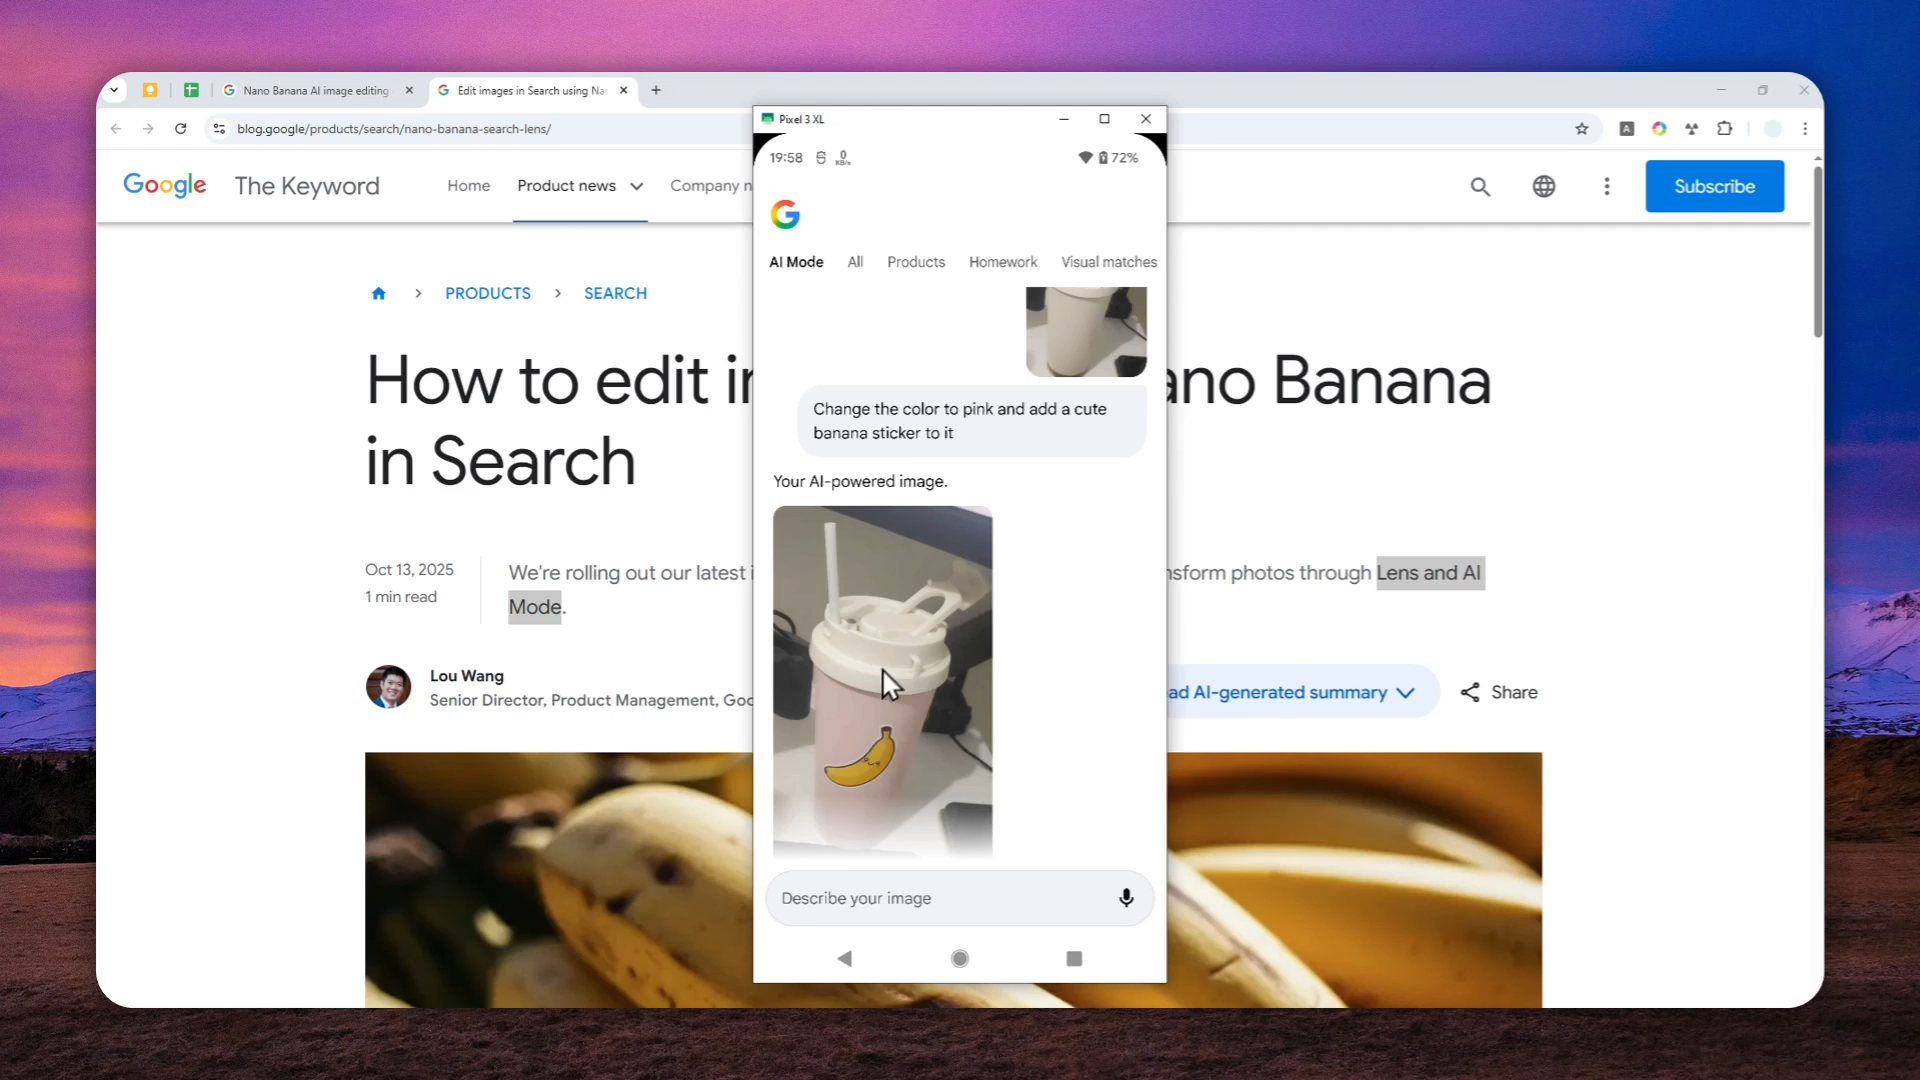 Nano Banana AI image editing
Edit images in Search using Na
blog.google/products/search/nano-banana-search-lens/
Google The Keyword
Home
Product news
Company n
Subscribe
PRODUCTS
SEARCH
How to edit i
ano Banana
in Search
Oct 13, 2025
1 min read
We're rolling out our latest i
nsform photos through Lens and AI
Mode.
Lou Wang
Senior Director, Product Management, Goo
ad AI-generated summary
Share
Pixel 3 XL
19:58
0
KB/s
72%
G
AI Mode
All
Products
Homework
Visual matches
Change the color to pink and add a cute
banana sticker to it
Your AI-powered image.
Describe your image